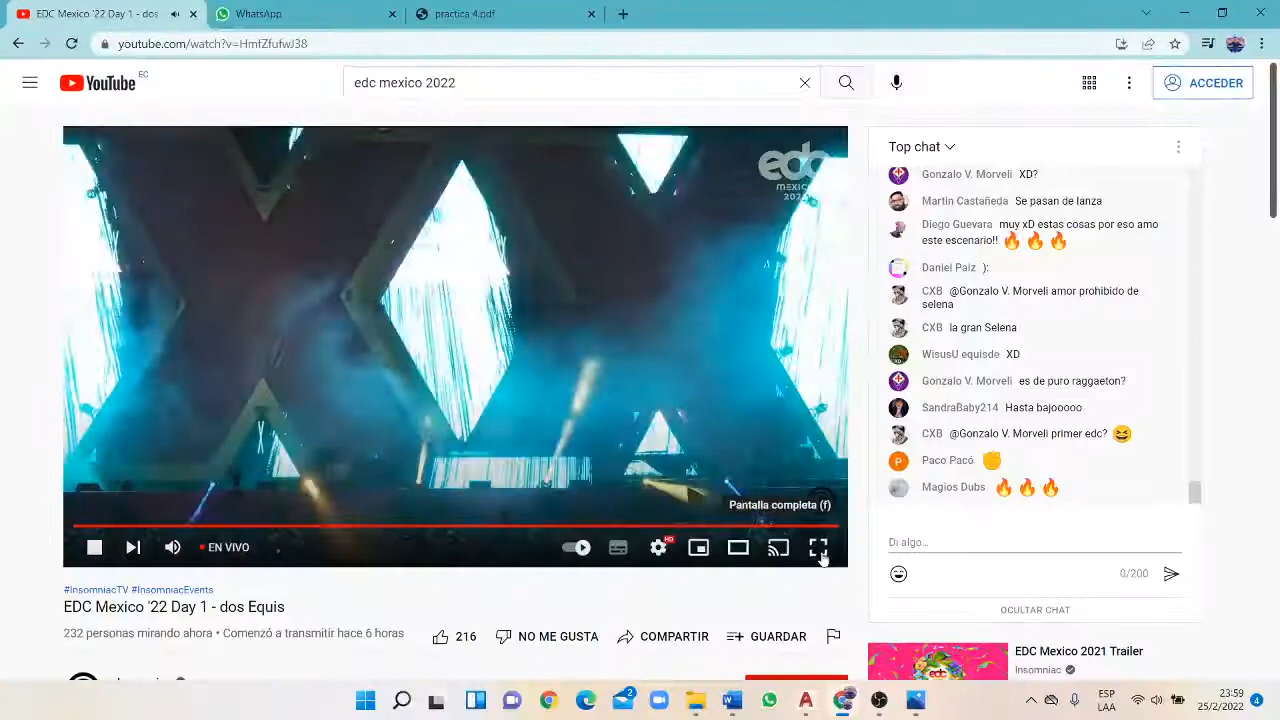 EDC Mexico '22 Day 1 - dos
WhatsApp
practica 4.pdf
youtube.com/watch?v=HmfZfufwJ38
YouTube EC
edc mexico 2022
ACCEDER
edc
MEXICO
Top chat
Gonzalo V. Morveli XD?
Martin Castañeda Se pasan de lanza
Diego Guevara muy xD estas cosas por eso amo
este escenario!! 🔥 🔥 🔥
Daniel Paiz ):
CXB @Gonzalo V. Morveli amor prohibido de
selena
CXB la gran Selena
WisusU equisde XD
Gonzalo V. Morveli es de puro raggaeton?
SandraBaby214 Hasta bajooooo
CXB @Gonzalo V. Morveli primer edc? 😆
Paco Pacó ✊
Magios Dubs 🔥 🔥 🔥
Pantalla completa (f)
EN VIVO
HD
Di algo...
0/200
OCULTAR CHAT
#InsomniacTV #InsomniacEvents
EDC Mexico '22 Day 1 - dos Equis
232 personas mirando ahora • Comenzó a transmitir hace 6 horas
216
NO ME GUSTA
COMPARTIR
GUARDAR
EDC Mexico 2021 Trailer
Insomniac
edc
2
ESP
LAA
23:59
25/2/2022
4